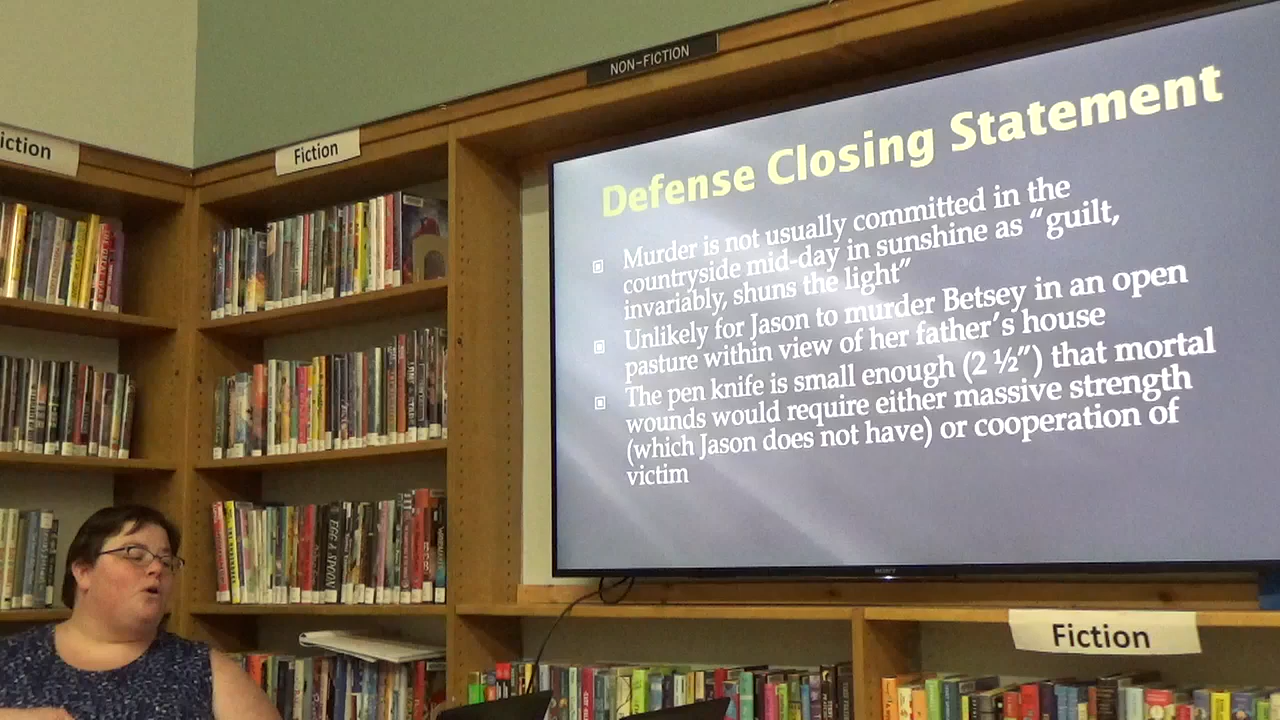 NON-FICTION
iction
Fiction
Defense Closing Statement
Murder is not usually committed in the
countryside mid-day in sunshine as “guilt,
invariably, shuns the light”
Unlikely for Jason to murder Betsey in an open
pasture within view of her father’s house
The pen knife is small enough (2 ½”) that mortal
wounds would require either massive strength
(which Jason does not have) or cooperation of
victim
SONY
Fiction
EGG & SPOON